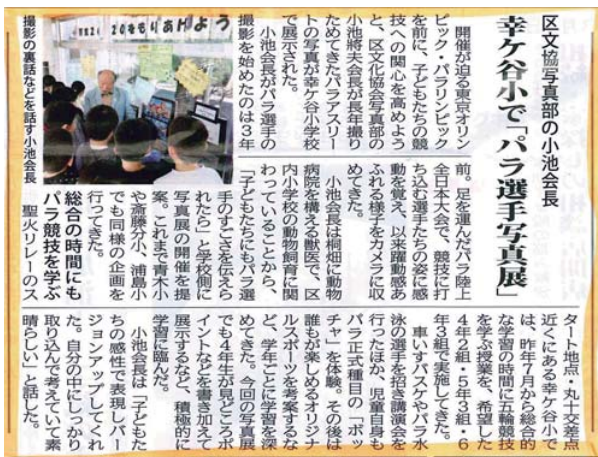 区文協写真部の小池会長
幸ケ谷小で「パラ選手写真展」
開催が迫る東京オリン
ピック・パラリンピック
を前に、子どもたちの競
技への関心を高めよう
と、区文化協会写真部の
小池將夫会長が長年撮り
ためてきたパラアスリー
トの写真が幸ケ谷小学校
で展示された。
小池会長がパラ選手の
撮影を始めたのは３年
前。足を運んだパラ陸上
全日本大会で、競技に打
ち込む選手たちの姿に感
動を覚え、以来躍動感あ
ふれる様子をカメラに収
めてきた。
小池会長は桐畑に動物
病院を構える獣医で、区
内小学校の動物飼育に関
わっていることから、
「子どもたちにもパラ選
手のすごさを伝えら
れたら」と学校側に
写真展の開催を提
案。これまで青木小
や斎藤分小、浦島小
でも同様の企画を
行ってきた。
総合の時間にも
パラ競技を学ぶ
聖火リレーのス
タート地点・丸十交差点
近くにある幸ケ谷小で
は、昨年７月から総合的
な学習の時間に五輪競技
を学ぶ授業を、希望した
４年２組・５年３組・６
年３組で実施してきた。
車いすバスケやパラ水
泳の選手を招き講演会を
行ったほか、児童自身も
パラ正式種目の「ボッ
チャ」を体験。その後は
誰もが楽しめるオリジナ
ルスポーツを考案するな
ど、学年ごとに学習を深
めてきた。今回の写真展
でも４年生が見どころポ
イントなどを書き加えて
展示するなど、積極的に
学習に臨んだ。
小池会長は「子どもた
ちの感性で表現しバー
ジョンアップしてくれ
た。自分の中にしっかり
取り込んで考えていて素
晴らしい」と話した。
20をもりあげよう
撮影の裏話などを話す小池会長